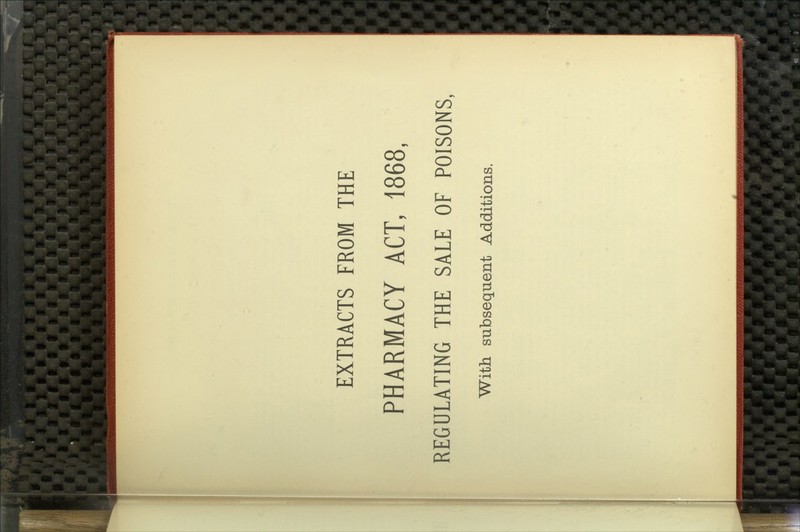 EXTRACTS FROM THE
PHARMACY ACT, 1868,
REGULATING THE SALE OF POISONS,
With subsequent Additions.